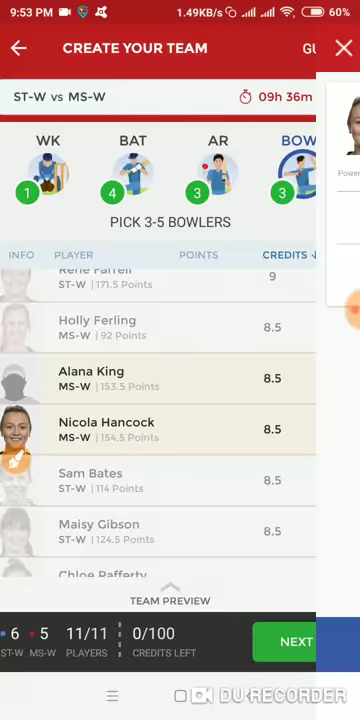 9:53 PM 1.49KB/s 60%
CREATE YOUR TEAM GU
ST-W vs MS-W 09h 36m
WK BAT AR BOW
1 4 3 3
PICK 3-5 BOWLERS
Power
INFO PLAYER POINTS CREDITS
Rene Farrell 9
ST-W | 171.5 Points
Holly Ferling 8.5
MS-W | 92 Points
Alana King 8.5
MS-W | 153.5 Points
Nicola Hancock 8.5
MS-W | 154.5 Points
Sam Bates 8.5
ST-W | 114 Points
Maisy Gibson 8.5
ST-W | 124.5 Points
Chloe Rafferty
TEAM PREVIEW
6 5 11/11 0/100 NEXT
ST-W MS-W PLAYERS CREDITS LEFT
DU RECORDER